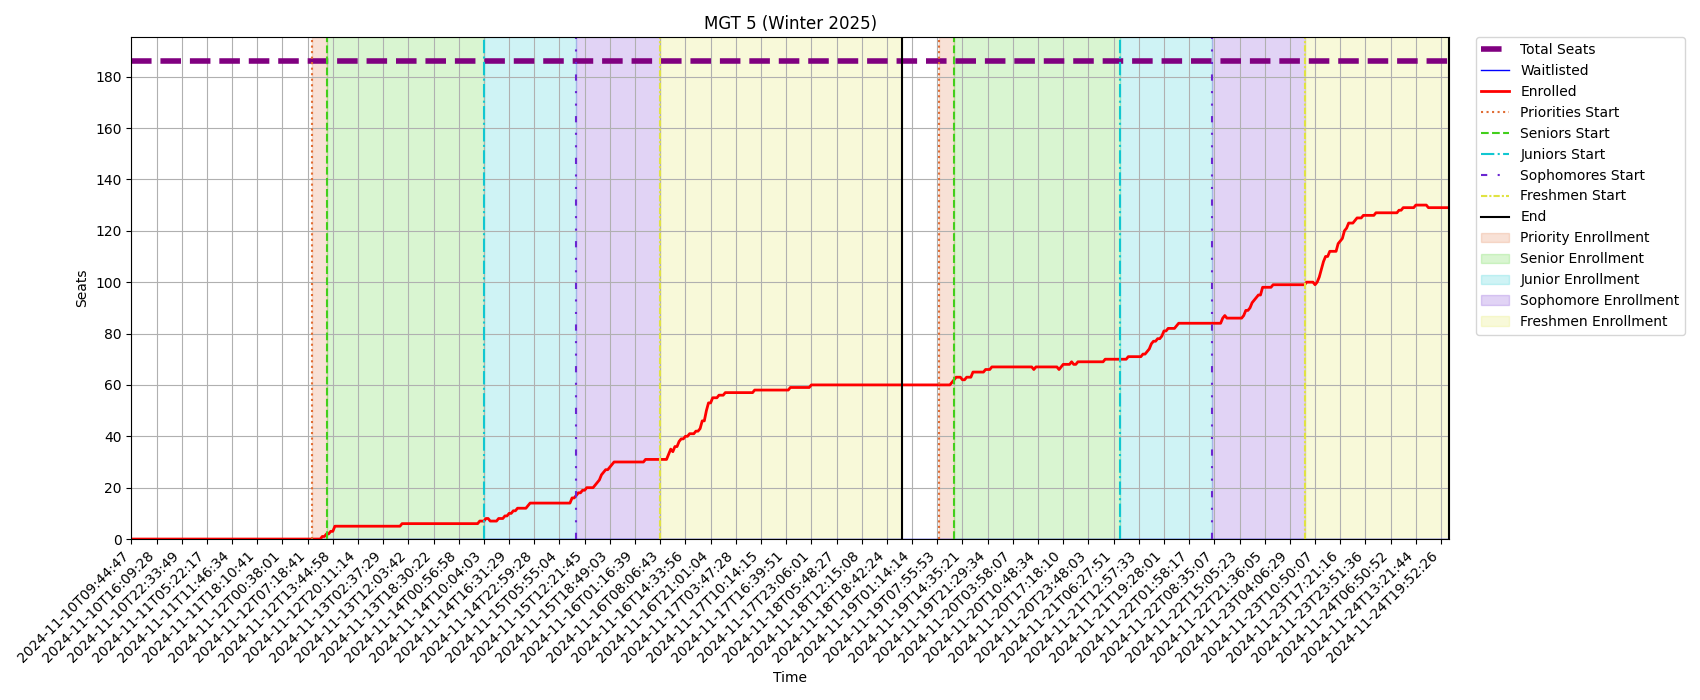 MGT 5 (Winter 2025)
Total Seats
Waitlisted
Enrolled
Priorities Start
Seniors Start
Juniors Start
Sophomores Start
Freshmen Start
End
Priority Enrollment
Senior Enrollment
Junior Enrollment
Sophomore Enrollment
Freshmen Enrollment
Seats
180
160
140
120
100
80
60
40
20
0
2024-11-10T09:44:47
2024-11-10T16:09:28
2024-11-10T22:33:49
2024-11-11T05:22:17
2024-11-11T11:46:34
2024-11-11T18:10:41
2024-11-12T00:38:01
2024-11-12T07:18:41
2024-11-12T13:44:58
2024-11-12T20:11:14
2024-11-13T02:37:29
2024-11-13T12:03:42
2024-11-13T18:30:22
2024-11-14T00:56:58
2024-11-14T10:04:03
2024-11-14T16:31:29
2024-11-14T22:59:28
2024-11-15T05:55:04
2024-11-15T12:21:45
2024-11-15T18:49:03
2024-11-16T01:16:39
2024-11-16T08:06:43
2024-11-16T14:33:56
2024-11-16T21:01:04
2024-11-17T03:47:28
2024-11-17T10:14:15
2024-11-17T16:39:51
2024-11-17T23:06:01
2024-11-18T05:48:27
2024-11-18T12:15:08
2024-11-18T18:42:24
2024-11-19T01:14:14
2024-11-19T07:55:53
2024-11-19T14:35:21
2024-11-19T21:29:34
2024-11-20T03:58:07
2024-11-20T10:48:34
2024-11-20T17:18:10
2024-11-20T23:48:03
2024-11-21T06:27:51
2024-11-21T12:57:33
2024-11-21T19:28:01
2024-11-22T01:58:17
2024-11-22T08:35:07
2024-11-22T15:05:23
2024-11-22T21:36:05
2024-11-23T04:06:29
2024-11-23T10:50:07
2024-11-23T17:21:16
2024-11-23T23:51:36
2024-11-24T06:50:52
2024-11-24T13:21:44
2024-11-24T19:52:26
Time